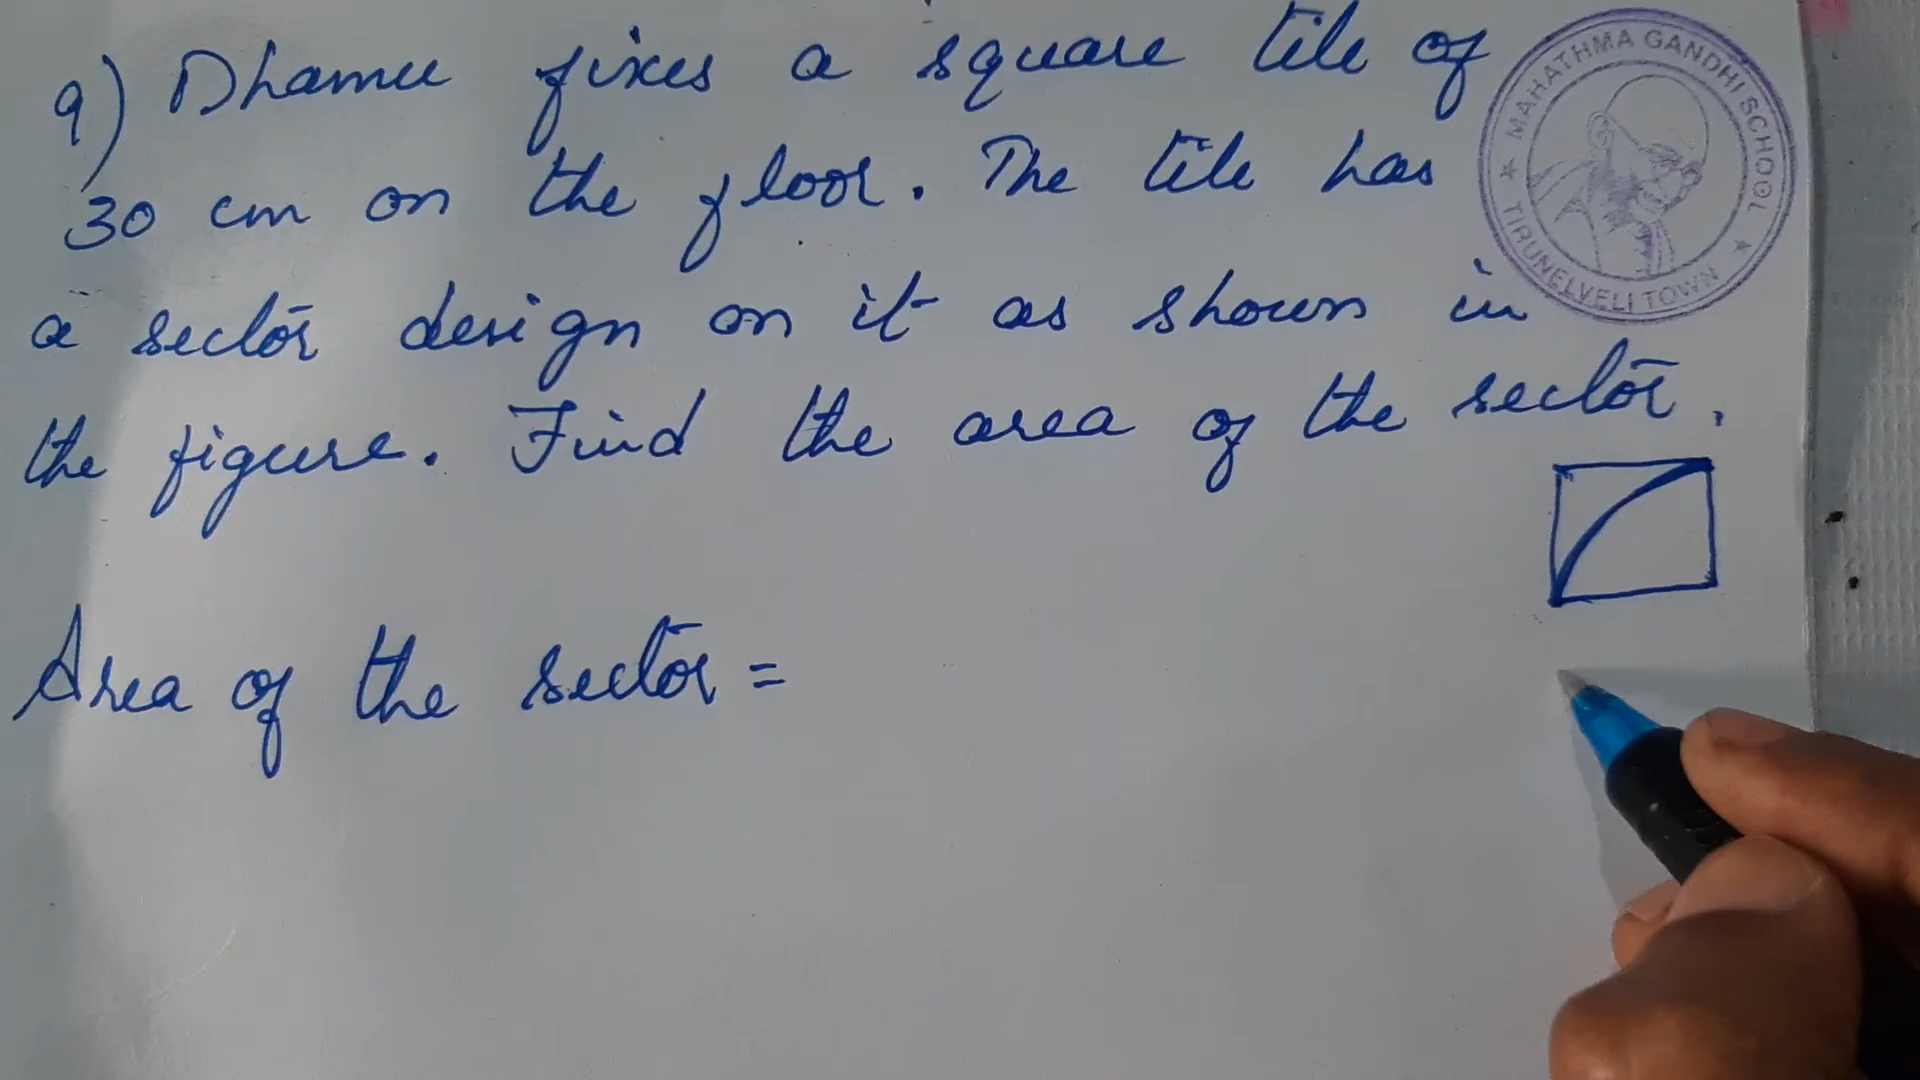 9) Dhamu fixes a square tile of
30 cm on the floor. The tile has
a sector design on it as shown in
the figure. Find the area of the sector.
Area of the sector =
MAHATHMA GANDHI SCHOOL
★ TIRUNELVELI TOWN ★